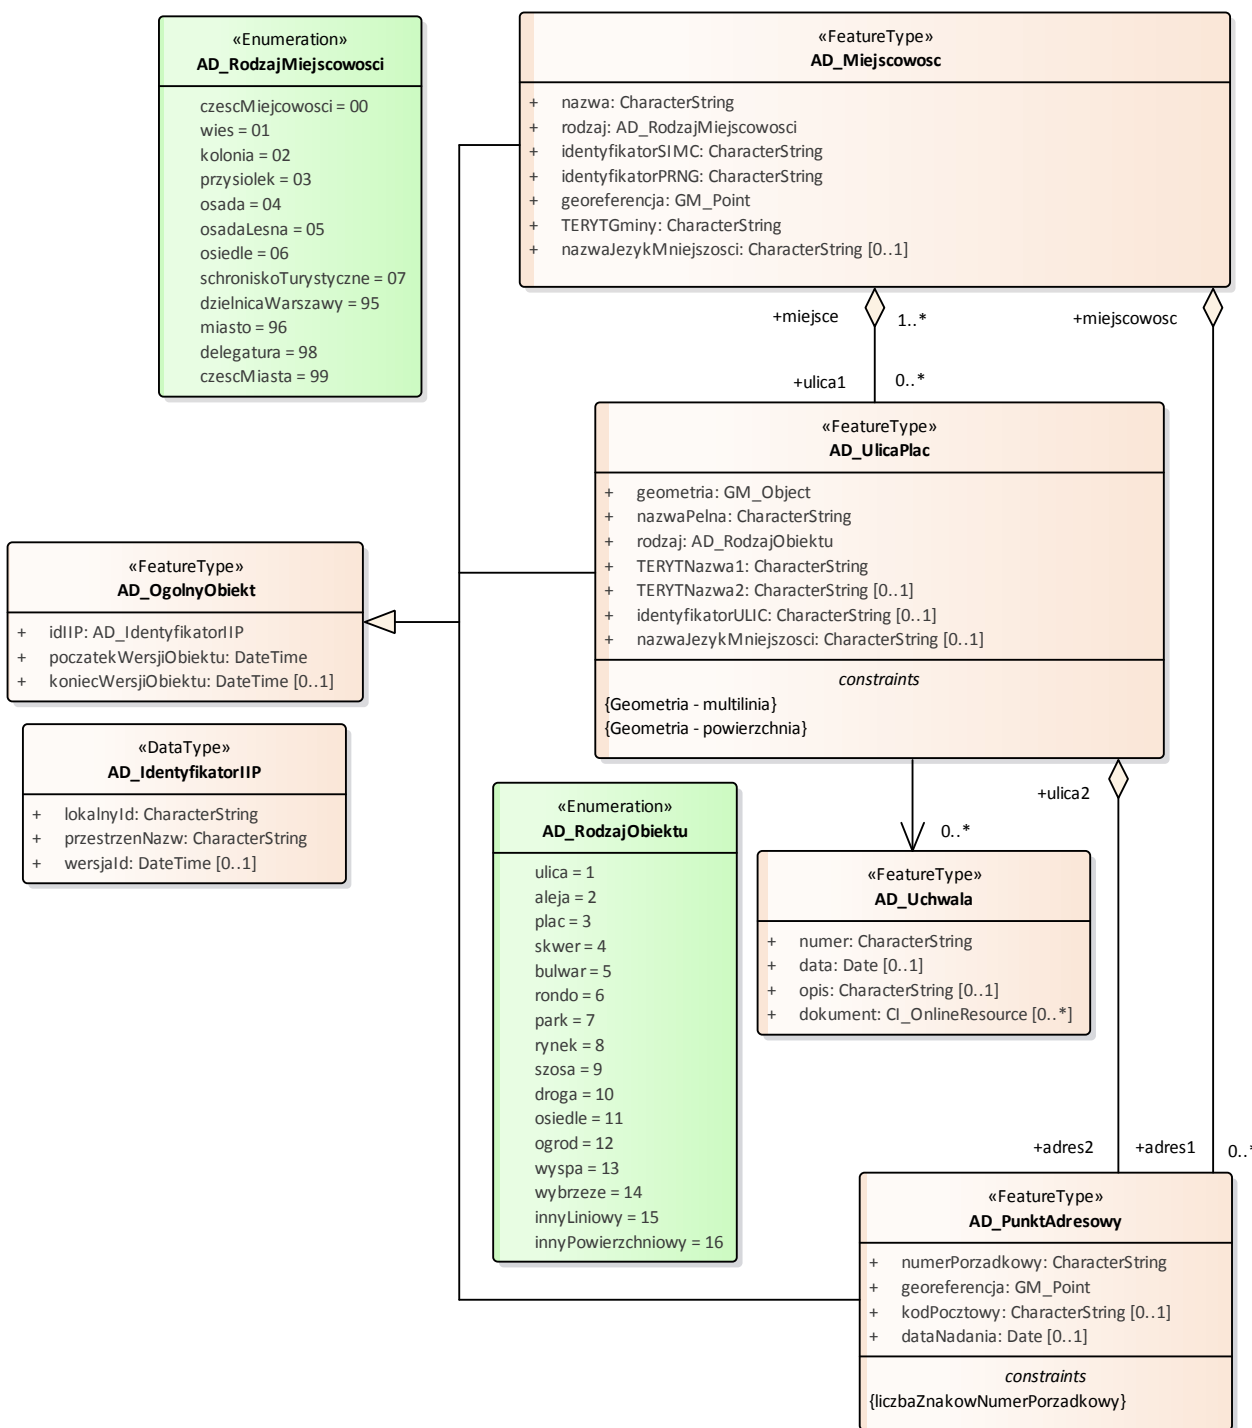 «Enumeration»
AD_RodzajMiejscowosci
czescMiejcowosci = 00
wies = 01
kolonia = 02
przysiolek = 03
osada = 04
osadaLesna = 05
osiedle = 06
schroniskoTurystyczne = 07
dzielnicaWarszawy = 95
miasto = 96
delegatura = 98
czescMiasta = 99
«FeatureType»
AD_Miejscowosc
+ nazwa: CharacterString
+ rodzaj: AD_RodzajMiejscowosci
+ identyfikatorSIMC: CharacterString
+ identyfikatorPRNG: CharacterString
+ georeferencja: GM_Point
+ TERYTGminy: CharacterString
+ nazwaJezykMniejszosci: CharacterString [0..1]
+miejsce 1..*
+miejscowosc
+ulica1 0..*
«FeatureType»
AD_UlicaPlac
+ geometria: GM_Object
+ nazwaPelna: CharacterString
+ rodzaj: AD_RodzajObiektu
+ TERYTNazwa1: CharacterString
+ TERYTNazwa2: CharacterString [0..1]
+ identyfikatorULIC: CharacterString [0..1]
+ nazwaJezykMniejszosci: CharacterString [0..1]
constraints
{Geometria - multilinia}
{Geometria - powierzchnia}
«FeatureType»
AD_OgolnyObiekt
+ idIIP: AD_IdentyfikatorIIP
+ poczatekWersjiObiektu: DateTime
+ koniecWersjiObiektu: DateTime [0..1]
«DataType»
AD_IdentyfikatorIIP
+ lokalnyId: CharacterString
+ przestrzenNazw: CharacterString
+ wersjaId: DateTime [0..1]
«Enumeration»
AD_RodzajObiektu
ulica = 1
aleja = 2
plac = 3
skwer = 4
bulwar = 5
rondo = 6
park = 7
rynek = 8
szosa = 9
droga = 10
osiedle = 11
ogrod = 12
wyspa = 13
wybrzeze = 14
innyLiniowy = 15
innyPowierzchniowy = 16
+ulica2
0..*
«FeatureType»
AD_Uchwala
+ numer: CharacterString
+ data: Date [0..1]
+ opis: CharacterString [0..1]
+ dokument: CI_OnlineResource [0..*]
+adres2 +adres1 0..*
«FeatureType»
AD_PunktAdresowy
+ numerPorzadkowy: CharacterString
+ georeferencja: GM_Point
+ kodPocztowy: CharacterString [0..1]
+ dataNadania: Date [0..1]
constraints
{liczbaZnakowNumerPorzadkowy}